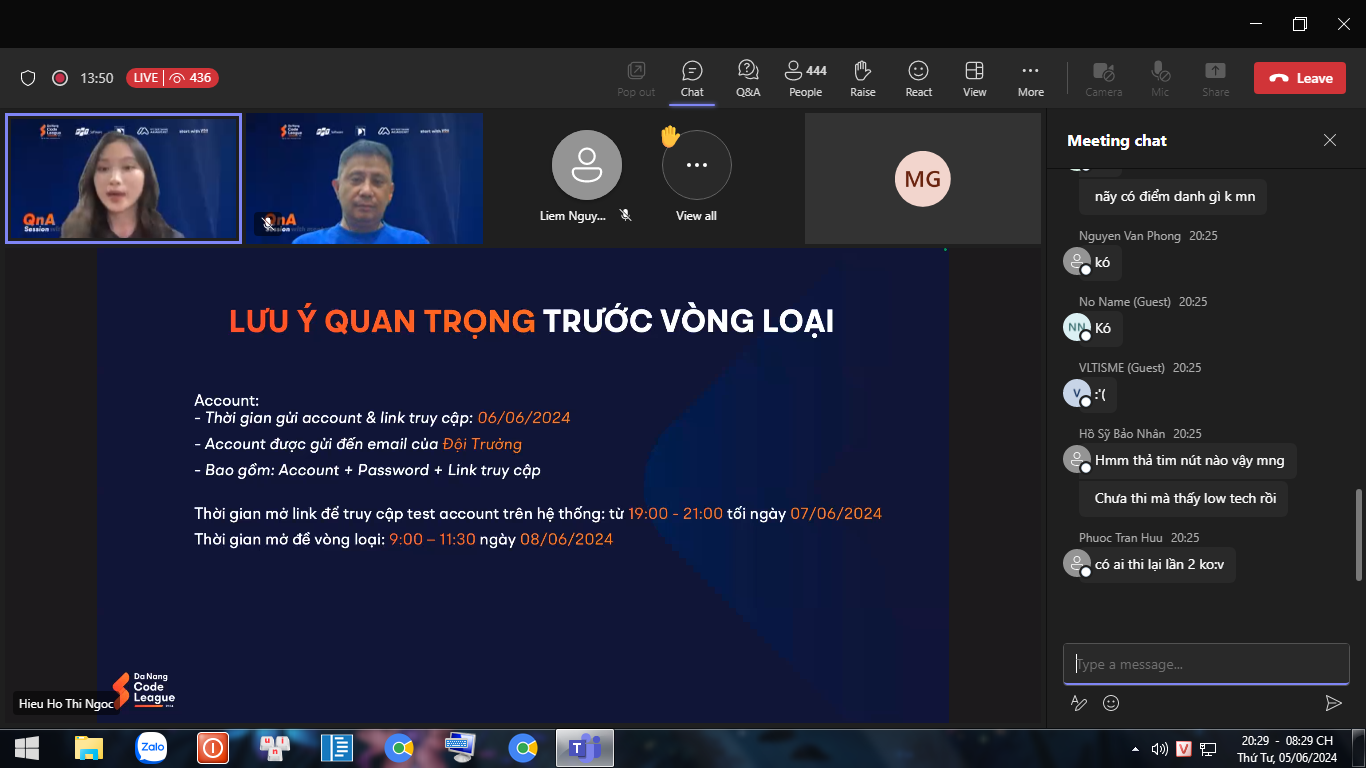 13:50
LIVE
436
Pop out
Chat
Q&A
444
People
Raise
React
View
More
Camera
Mic
Share
Leave
QnA
Session
QnA
Session
Liem Nguy...
View all
MG
LƯU Ý QUAN TRỌNG TRƯỚC VÒNG LOẠI
Account:
- Thời gian gửi account & link truy cập: 06/06/2024
- Account được gửi đến email của Đội Trưởng
- Bao gồm: Account + Password + Link truy cập
Thời gian mở link để truy cập test account trên hệ thống: từ 19:00 - 21:00 tối ngày 07/06/2024
Thời gian mở đề vòng loại: 9:00 – 11:30 ngày 08/06/2024
Da Nang
Code
League
Hieu Ho Thi Ngoc
Meeting chat
nãy có điểm danh gì k mn
Nguyen Van Phong 20:25
kó
No Name (Guest) 20:25
NN
Kó
VLTISME (Guest) 20:25
V
:'(
Hồ Sỹ Bảo Nhân 20:25
Hmm thả tim nút nào vậy mng
Chưa thi mà thấy low tech rồi
Phuoc Tran Huu 20:25
có ai thi lại lần 2 ko:v
Type a message...
Zalo
20:29 - 08:29 CH
Thứ Tư, 05/06/2024